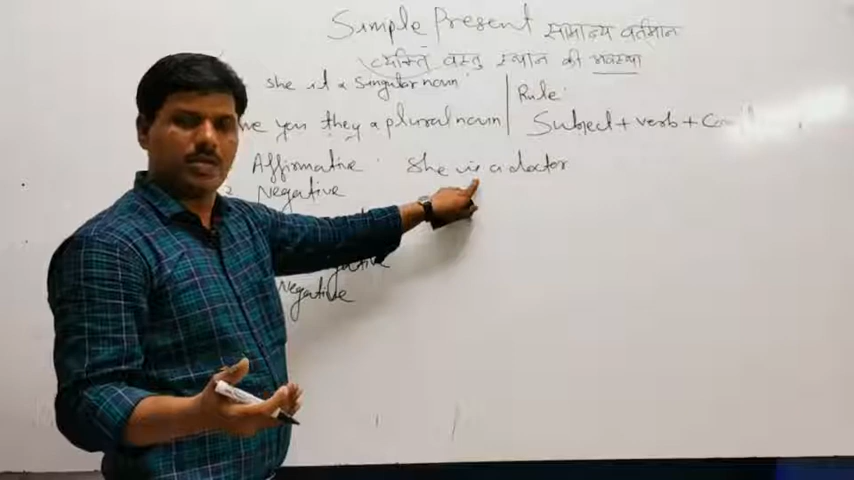 Simple Present सामान्य वर्तमान
व्यक्ति वस्तु स्थान की अवस्था
she it a singular noun
Rule:
we you they a plural noun
Subject + verb +
Affirmative She is a doctor
2 Negative
Negative